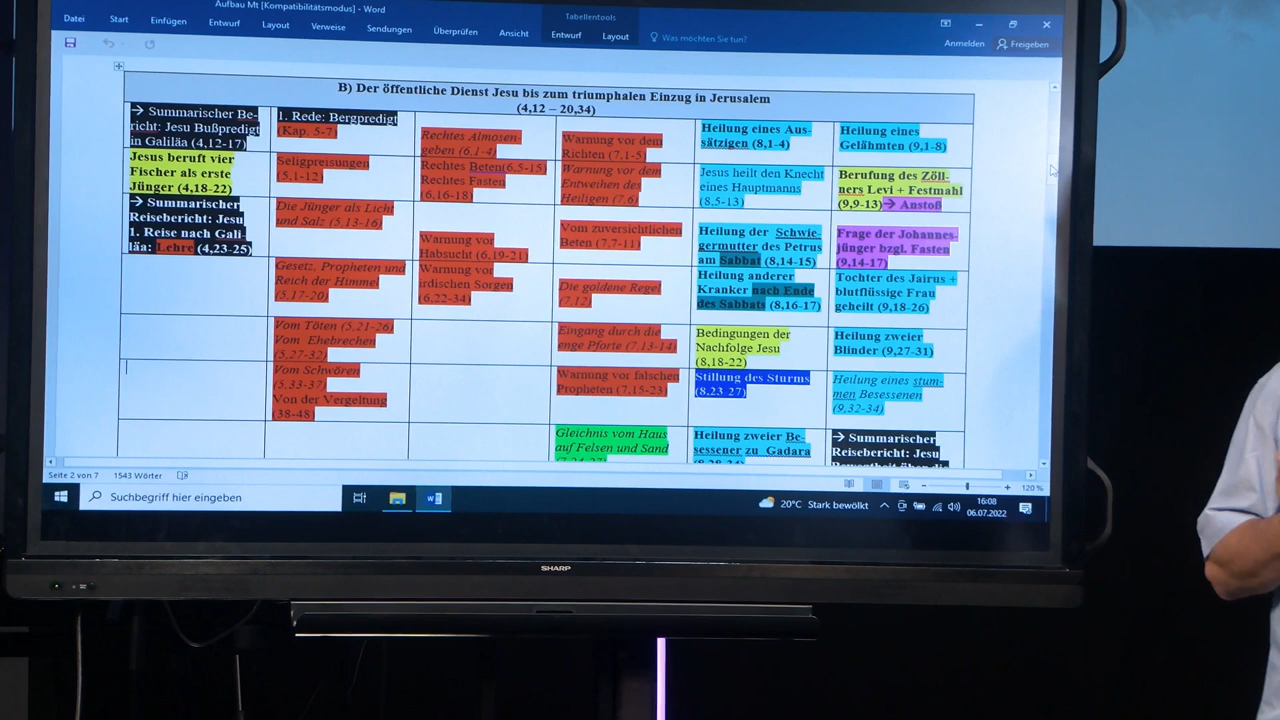 Aufbau Mt [Kompatibilitätsmodus] - Word
Tabellentools
Datei Start Einfügen Entwurf Layout Verweise Sendungen Überprüfen Ansicht Entwurf Layout Was möchten Sie tun? Anmelden Freigeben
B) Der öffentliche Dienst Jesu bis zum triumphalen Einzug in Jerusalem
(4,12 – 20,34)
→ Summarischer Be-
richt: Jesu Bußpredigt
in Galiläa (4,12-17)
Jesus beruft vier
Fischer als erste
Jünger (4,18-22)
→ Summarischer
Reisebericht: Jesu
1. Reise nach Gali-
läa: Lehre (4,23-25)
1. Rede: Bergpredigt
(Kap. 5-7)
Seligpreisungen
(5,1-12)
Die Jünger als Licht
und Salz (5,13-16)
Gesetz, Propheten und
Reich der Himmel
(5,17-20)
Vom Töten (5,21-26)
Vom Ehebrechen
(5,27-32)
Vom Schwören
(5,33-37)
Von der Vergeltung
(38-48)
Rechtes Almosen-
geben (6,1-4)
Rechtes Beten(6,5-15)
Rechtes Fasten
(6,16-18)
Warnung vor
Habsucht (6,19-21)
Warnung vor
irdischen Sorgen
(6,22-34)
Warnung vor dem
Richten (7,1-5)
Warnung vor dem
Entweihen des
Heiligen (7,6)
Vom zuversichtlichen
Beten (7,7-11)
Die goldene Regel
(7,12)
Eingang durch die
enge Pforte (7,13-14)
Warnung vor falschen
Propheten (7,15-23)
Gleichnis vom Haus
auf Felsen und Sand
(7,24-27)
Heilung eines Aus-
sätzigen (8,1-4)
Jesus heilt den Knecht
eines Hauptmanns
(8,5-13)
Heilung der Schwie-
germutter des Petrus
am Sabbat (8,14-15)
Heilung anderer
Kranker nach Ende
des Sabbats (8,16-17)
Bedingungen der
Nachfolge Jesu
(8,18-22)
Stillung des Sturms
(8,23-27)
Heilung zweier Be-
sessener zu Gadara
(8,28-34)
Heilung eines
Gelähmten (9,1-8)
Berufung des Zöll-
ners Levi + Festmahl
(9,9-13)→ Anstoß
Frage der Johannes-
jünger bzgl. Fasten
(9,14-17)
Tochter des Jairus +
blutflüssige Frau
geheilt (9,18-26)
Heilung zweier
Blinder (9,27-31)
Heilung eines stum-
men Besessenen
(9,32-34)
→ Summarischer
Reisebericht: Jesu
Seite 2 von 7 1543 Wörter 120 %
Suchbegriff hier eingeben
20°C Stark bewölkt
16:08
06.07.2022
SHARP